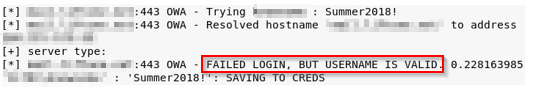 [*] :443 OWA - Trying : Summer2018!
[*] :443 OWA - Resolved hostname to address
[+] server type:
[*] :443 OWA - FAILED LOGIN, BUT USERNAME IS VALID. 0.228163985
: 'Summer2018!': SAVING TO CREDS